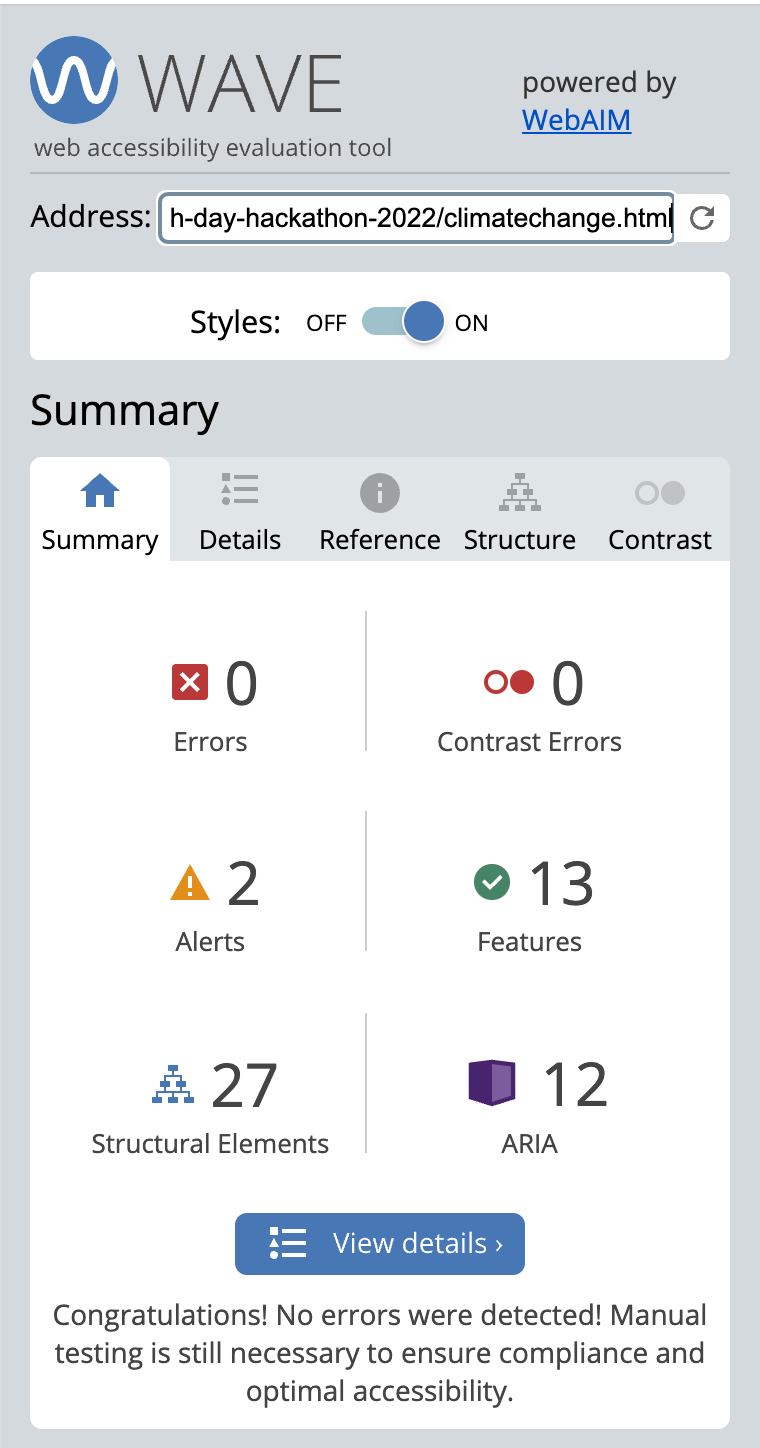 WAVE
web accessibility evaluation tool
powered by
WebAIM
Address: h-day-hackathon-2022/climatechange.html
Styles: OFF ON
Summary
Summary Details Reference Structure Contrast
0
Errors
0
Contrast Errors
2
Alerts
13
Features
27
Structural Elements
12
ARIA
View details ›
Congratulations! No errors were detected! Manual
testing is still necessary to ensure compliance and
optimal accessibility.